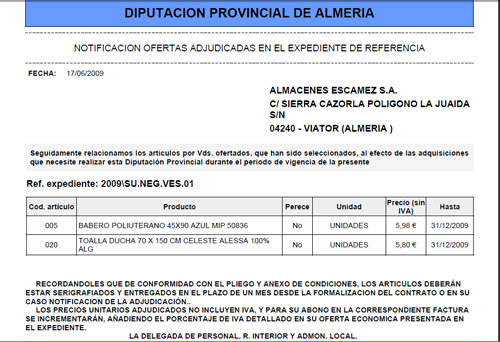 DIPUTACION PROVINCIAL DE ALMERIA
NOTIFICACION OFERTAS ADJUDICADAS EN EL EXPEDIENTE DE REFERENCIA
FECHA: 17/06/2009
ALMACENES ESCAMEZ S.A.
C/ SIERRA CAZORLA POLIGONO LA JUAIDA
S/N
04240 - VIATOR (ALMERIA )
Seguidamente relacionamos los artículos por Vds. ofertados, que han sido seleccionados, al efecto de las adquisiciones
que necesite realizar esta Diputación Provincial durante el periodo de vigencia de la presente
Ref. expediente: 2009\SU.NEG.VES.01
Cod. artículo Producto Perece Unidad Precio (sin IVA) Hasta
005 BABERO POLIUTERANO 45X90 AZUL MIP 50836 No UNIDADES 5,98 € 31/12/2009
020 TOALLA DUCHA 70 X 150 CM CELESTE ALESSA 100% ALG No UNIDADES 5,80 € 31/12/2009
RECORDANDOLES QUE DE CONFORMIDAD CON EL PLIEGO Y ANEXO DE CONDICIONES, LOS ARTICULOS DEBERÁN
ESTAR SERIGRAFIADOS Y ENTREGADOS EN EL PLAZO DE UN MES DESDE LA FORMALIZACION DEL CONTRATO O EN SU
CASO NOTIFICACION DE LA ADJUDICACIÓN..
LOS PRECIOS UNITARIOS ADJUDICADOS NO INCLUYEN IVA, Y PARA SU ABONO EN LA CORRESPONDIENTE FACTURA
SE INCREMENTARÁN, AÑADIENDO EL PORCETAJE DE IVA DETALLADO EN SU OFERTA ECONOMICA PRESENTADA EN
EL EXPEDIENTE.
LA DELEGADA DE PERSONAL, R. INTERIOR Y ADMON. LOCAL,